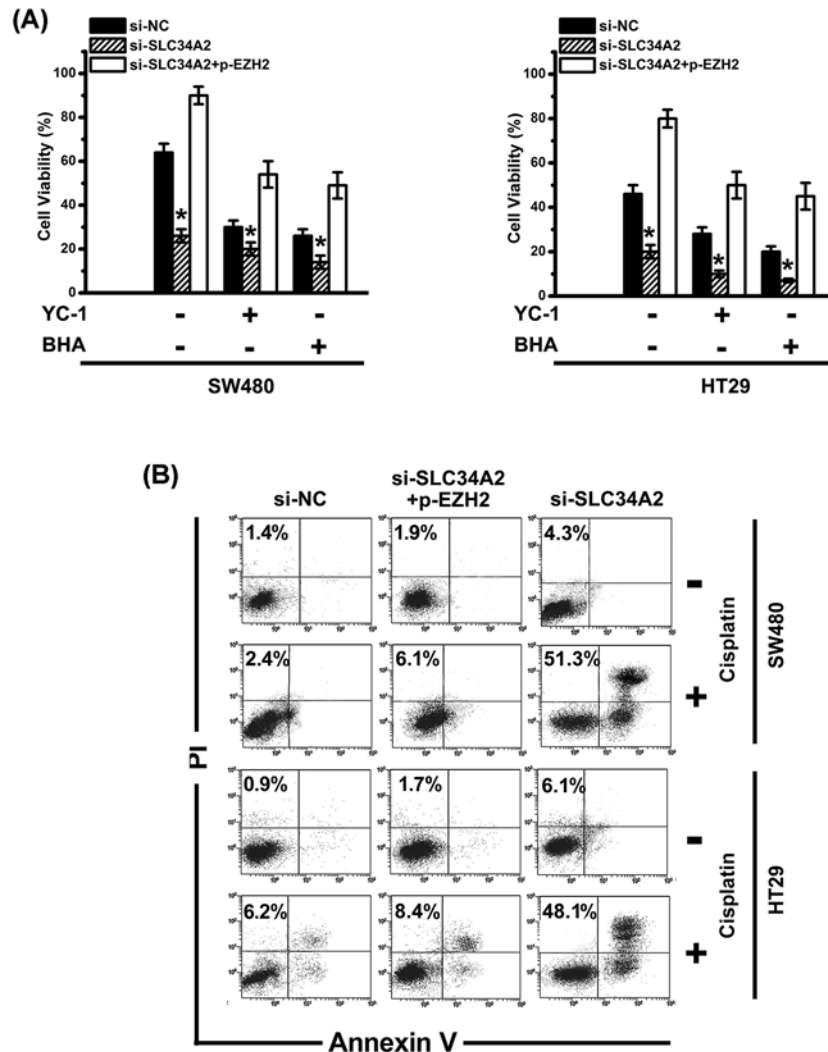 (A)
si-NC
si-SLC34A2
si-SLC34A2+p-EZH2
Cell Viability (%)
100
80
60
40
20
0
* * *
YC-1 - + -
BHA - - +
SW480
si-NC
si-SLC34A2
si-SLC34A2+p-EZH2
Cell Viability (%)
100
80
60
40
20
0
* * *
YC-1 - + -
BHA - - +
HT29
(B)
si-NC
si-SLC34A2
+p-EZH2
si-SLC34A2
1.4% 1.9% 4.3%
-
2.4% 6.1% 51.3%
+
Cisplatin
SW480
0.9% 1.7% 6.1%
-
6.2% 8.4% 48.1%
+
Cisplatin
HT29
PI
Annexin V